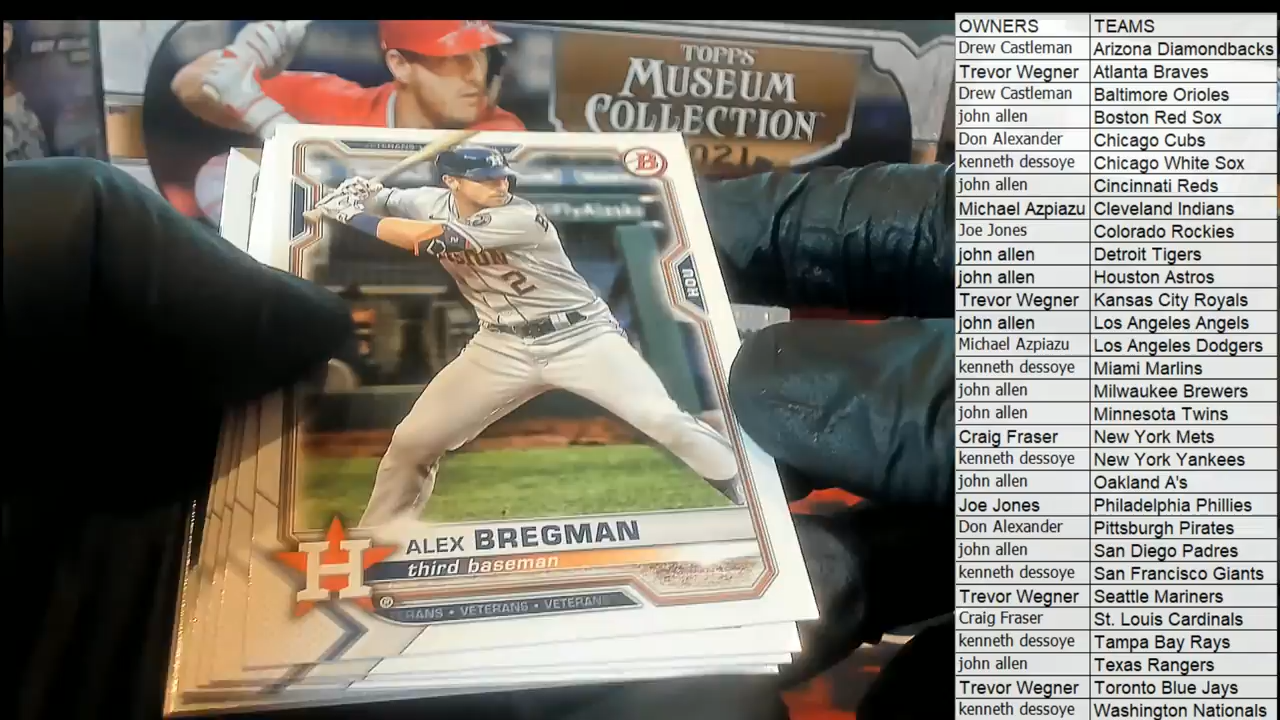 TOPPS
MUSEUM
COLLECTION
2021
VETERANS
B
HOU
2
2
H
ALEX BREGMAN
third baseman
RANS • VETERANS • VETERAN
OWNERS TEAMS
Drew Castleman Arizona Diamondbacks
Trevor Wegner Atlanta Braves
Drew Castleman Baltimore Orioles
john allen Boston Red Sox
Don Alexander Chicago Cubs
kenneth dessoye Chicago White Sox
john allen Cincinnati Reds
Michael Azpiazu Cleveland Indians
Joe Jones Colorado Rockies
john allen Detroit Tigers
john allen Houston Astros
Trevor Wegner Kansas City Royals
john allen Los Angeles Angels
Michael Azpiazu Los Angeles Dodgers
kenneth dessoye Miami Marlins
john allen Milwaukee Brewers
john allen Minnesota Twins
Craig Fraser New York Mets
kenneth dessoye New York Yankees
john allen Oakland A's
Joe Jones Philadelphia Phillies
Don Alexander Pittsburgh Pirates
john allen San Diego Padres
kenneth dessoye San Francisco Giants
Trevor Wegner Seattle Mariners
Craig Fraser St. Louis Cardinals
kenneth dessoye Tampa Bay Rays
john allen Texas Rangers
Trevor Wegner Toronto Blue Jays
kenneth dessoye Washington Nationals